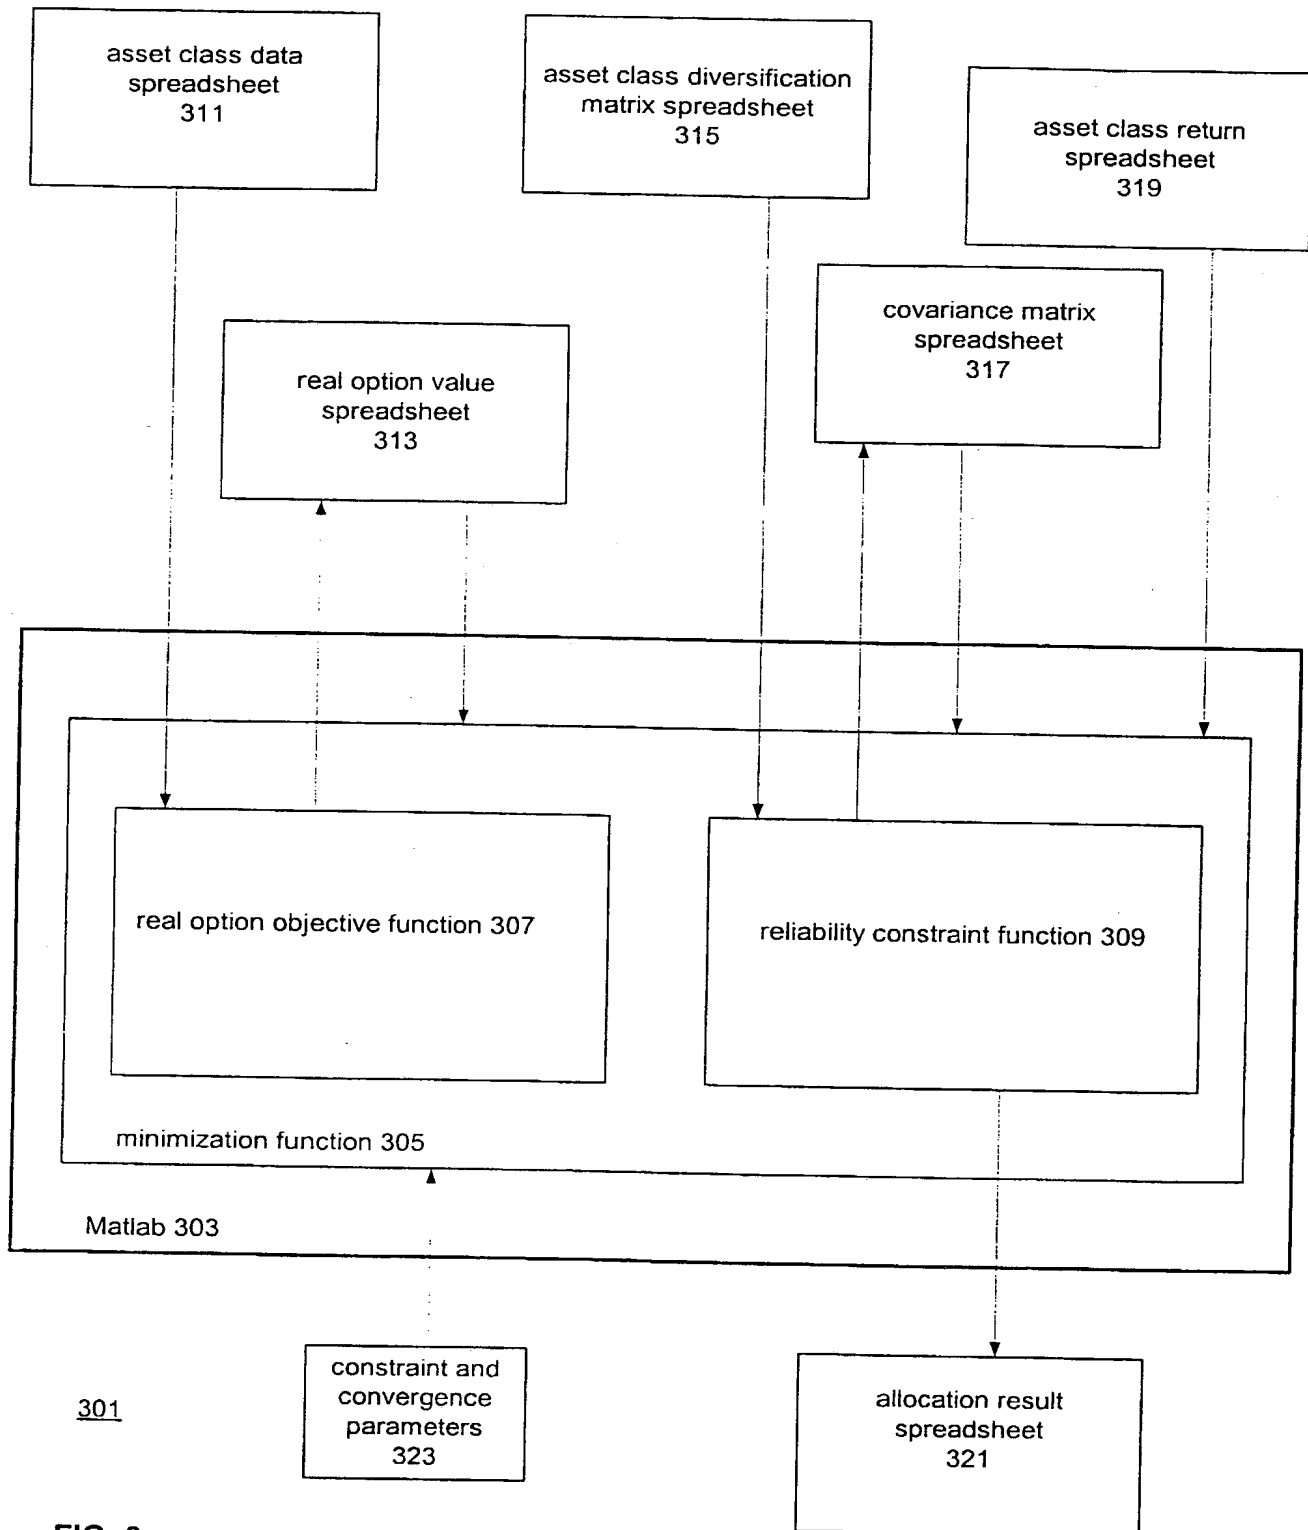 asset class data
spreadsheet
311
asset class diversification
matrix spreadsheet
315
asset class return
spreadsheet
319
covariance matrix
spreadsheet
317
real option value
spreadsheet
313
real option objective function 307
reliability constraint function 309
minimization function 305
Matlab 303
constraint and
convergence
parameters
323
allocation result
spreadsheet
321
301
FIG.